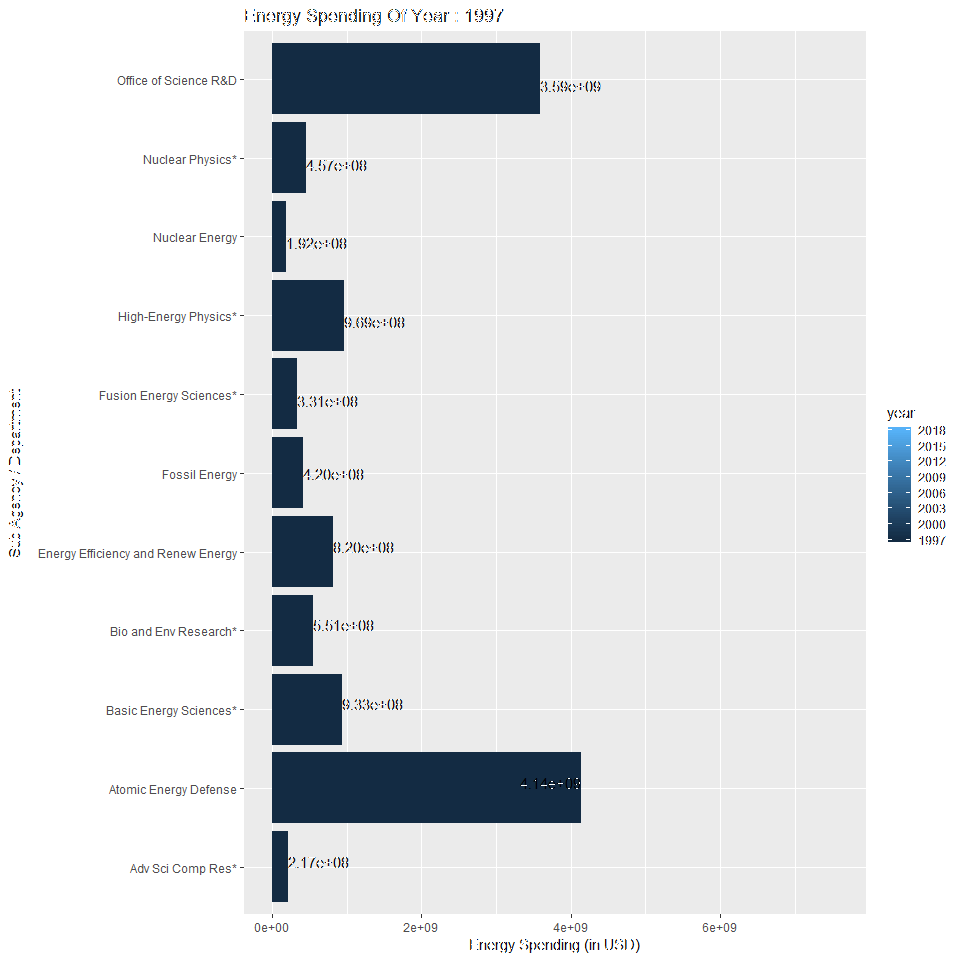 Energy Spending Of Year : 1997
Office of Science R&D
3.59e+09
Nuclear Physics*
4.57e+08
Nuclear Energy
1.92e+08
High-Energy Physics*
9.69e+08
Fusion Energy Sciences*
3.31e+08
Fossil Energy
4.20e+08
Energy Efficiency and Renew Energy
8.20e+08
Bio and Env Research*
5.51e+08
Basic Energy Sciences*
9.33e+08
Atomic Energy Defense
4.14e+09
Adv Sci Comp Res*
2.17e+08
0e+00 2e+09 4e+09 6e+09
Energy Spending (in USD)
Sub Agency / Department
year
2018
2015
2012
2009
2006
2003
2000
1997